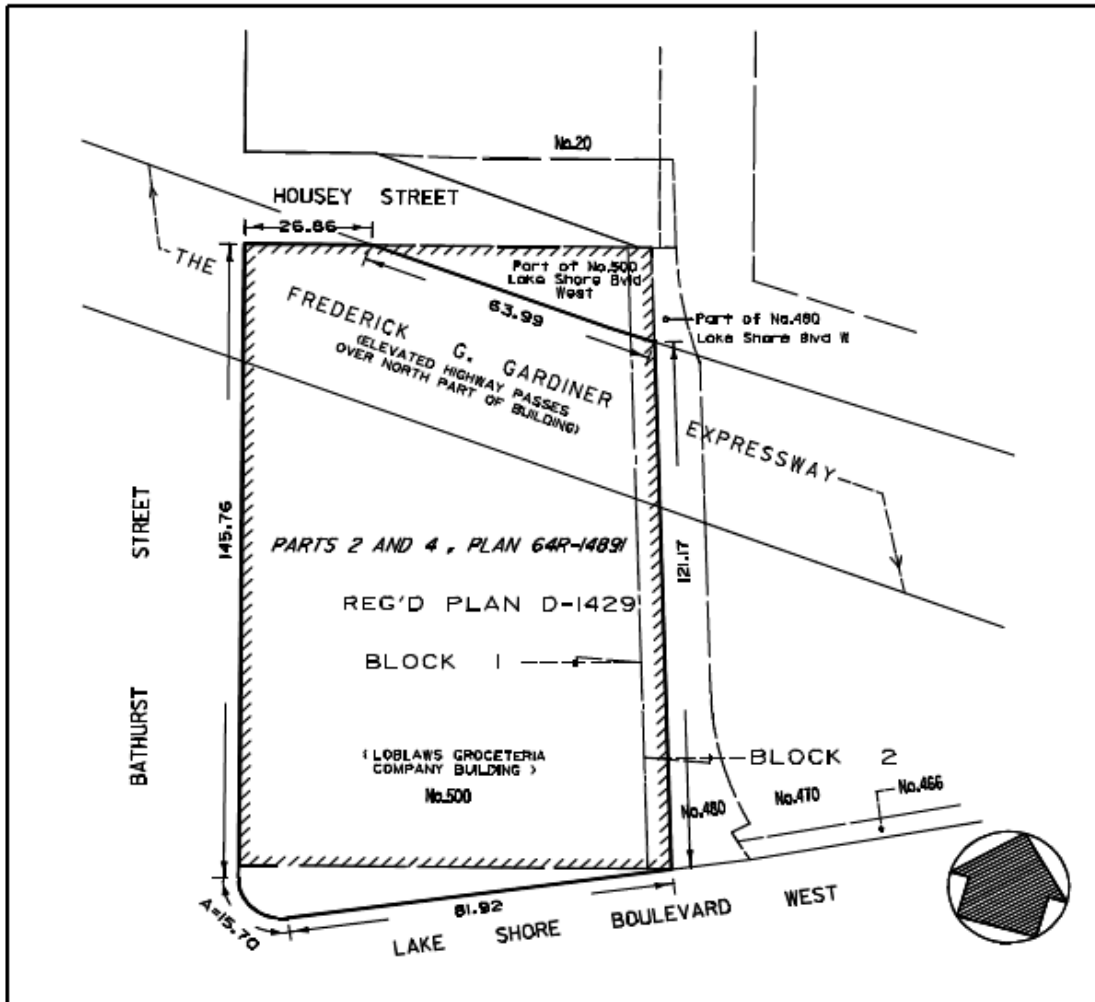 No.20
HOUSEY STREET
26.86
THE
Part of No.500
Lake Shore Blvd
West
63.99
Part of No.480
Lake Shore Blvd W
FREDERICK G. GARDINER
(ELEVATED HIGHWAY PASSES
OVER NORTH PART OF BUILDING)
EXPRESSWAY
BATHURST STREET
145.76
121.17
PARTS 2 AND 4 , PLAN 64R-14891
REG'D PLAN D-1429
BLOCK 1
BLOCK 2
( LOBLAWS GROCETERIA
COMPANY BUILDING )
No.500
No.480
No.470
No.466
A=15.70
61.92
LAKE SHORE BOULEVARD WEST